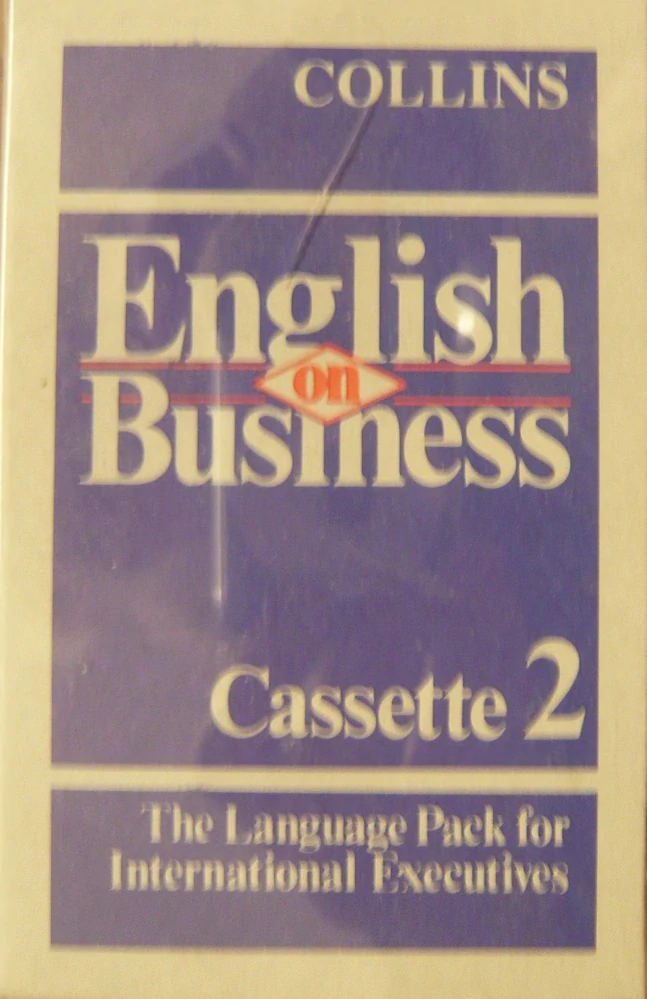 COLLINS
English
on
Business
Cassette 2
The Language Pack for
International Executives